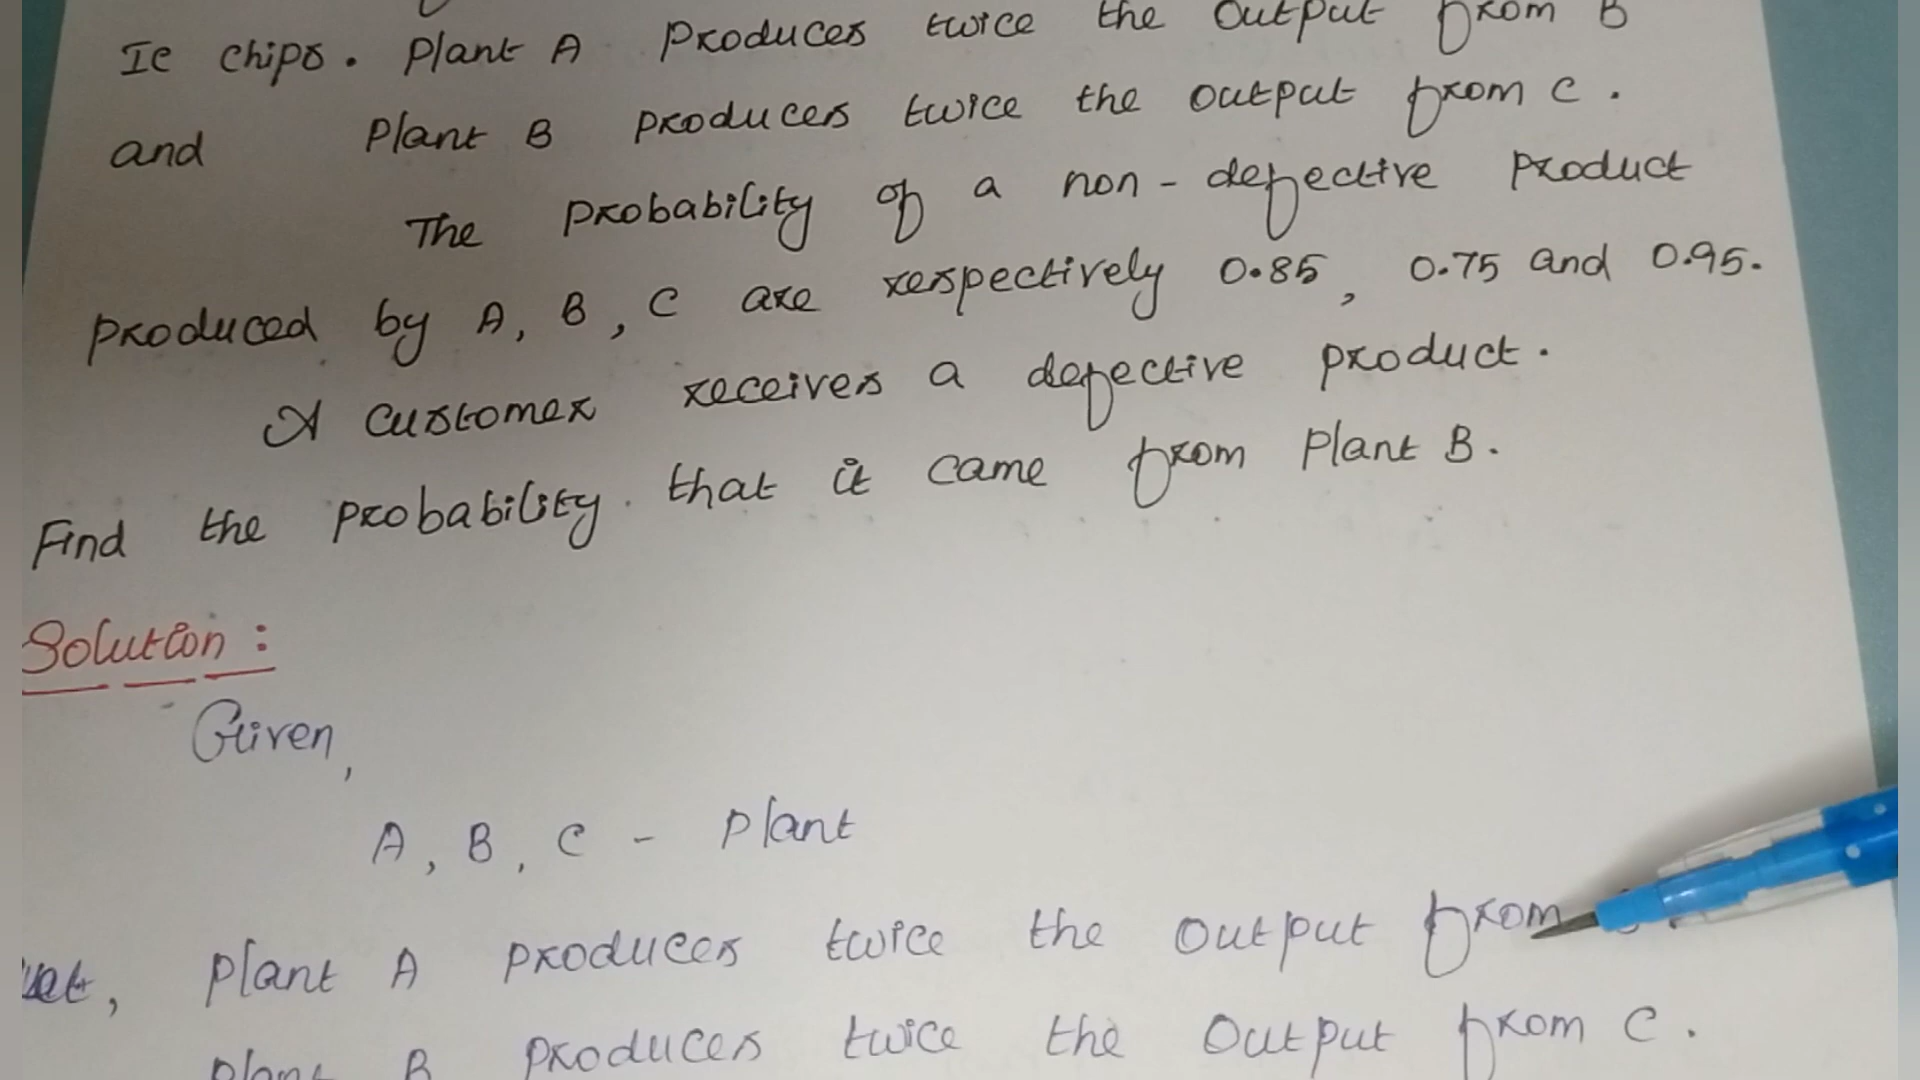 Ic chips. Plant A produces twice the output from B
and Plant B produces twice the output from C.
The probability of a non-defective product
produced by A, B, C are respectively 0.85, 0.75 and 0.95.
A customer receives a defective product.
Find the probability that it came from Plant B.
Solution:
Given,
A, B, C - Plant
Plant A produces twice the output from
Plant B produces twice the output from C.